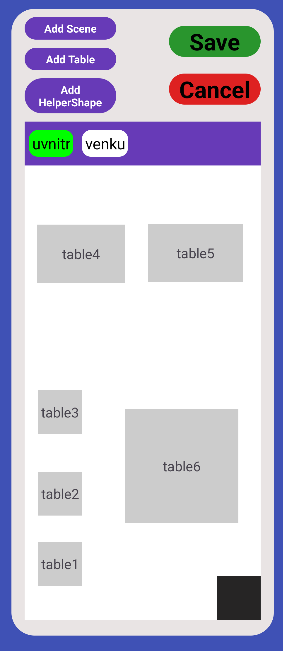 Add Scene
Save
Add Table
Add
HelperShape
Cancel
uvnitr venku
table4 table5
table3
table6
table2
table1